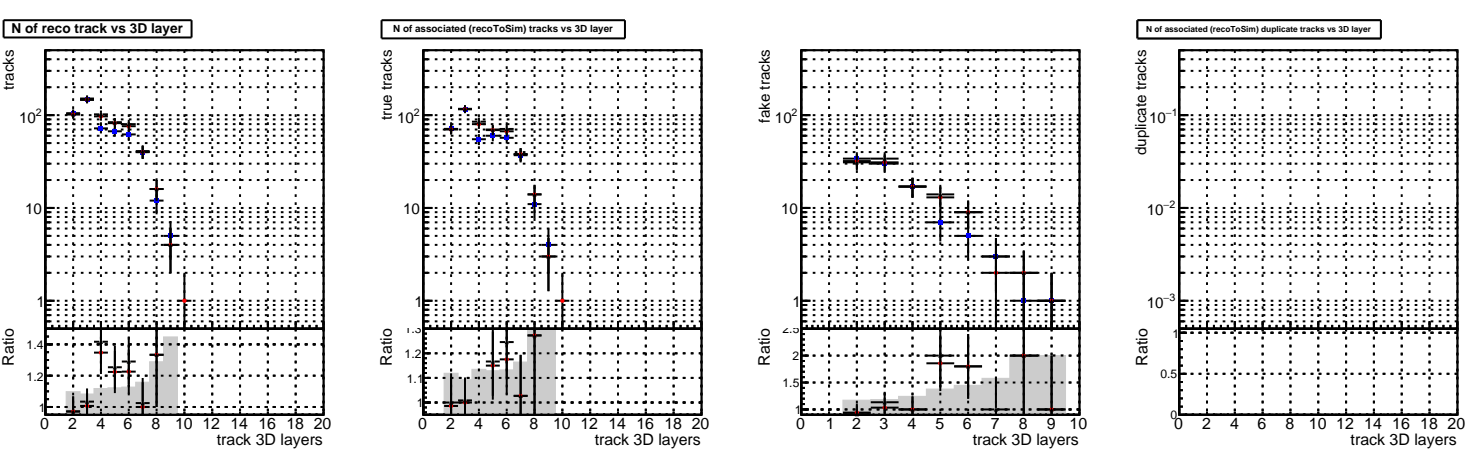 N of reco track vs 3D layer
tracks
10²
10
1
Ratio
1.4
1.2
1
0 2 4 6 8 10 12 14 16 18 20
track 3D layers
N of associated (recoToSim) tracks vs 3D layer
true tracks
10²
10
1
Ratio
1.3
1.2
1.1
1
0 2 4 6 8 10 12 14 16 18 20
track 3D layers
fake tracks
10²
10
1
Ratio
2.5
2
1.5
1
0 1 2 3 4 5 6 7 8 9 10
track 3D layers
N of associated (recoToSim) duplicate tracks vs 3D layer
duplicate tracks
10⁻¹
10⁻²
10⁻³
Ratio
1
0.5
0
0 2 4 6 8 10 12 14 16 18 20
track 3D layers